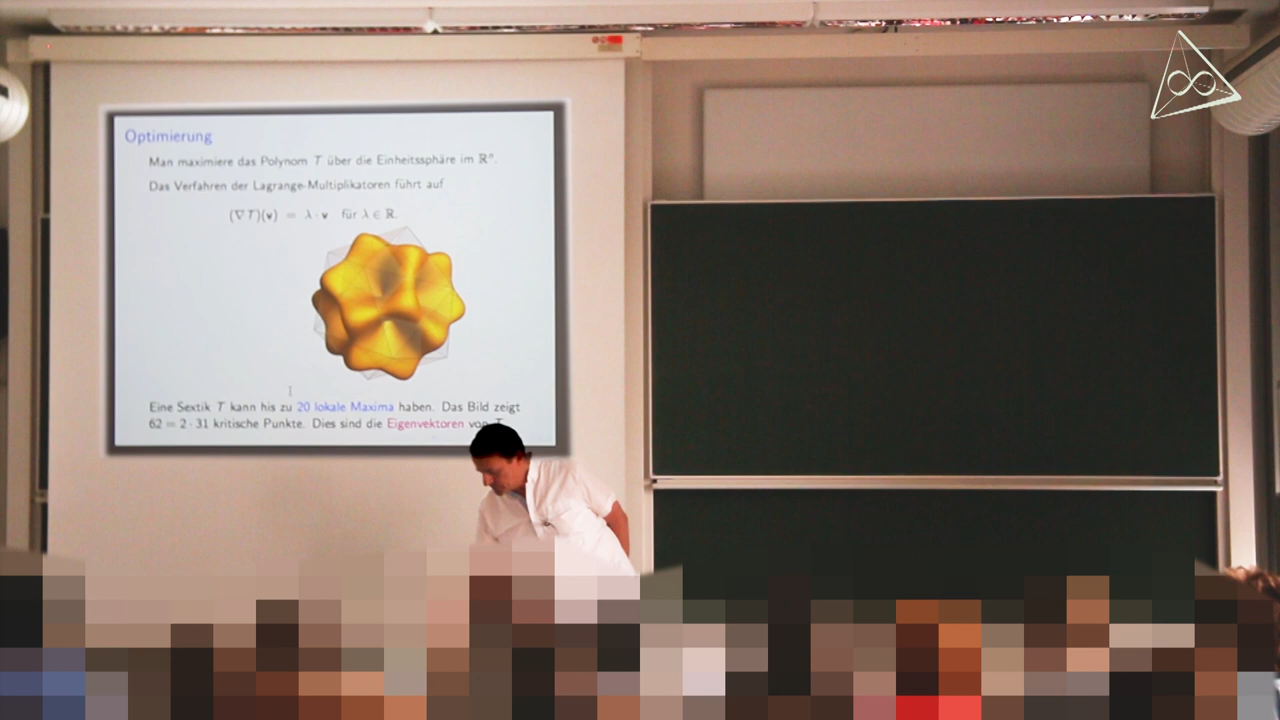 Optimierung
Man maximiere das Polynom T über die Einheitssphäre im ℝⁿ.
Das Verfahren der Lagrange-Multiplikatoren führt auf
(∇T)(v) = λ · v für λ ∈ ℝ.
Eine Sextik T kann his zu 20 lokale Maxima haben. Das Bild zeigt
62 = 2 · 31 kritische Punkte. Dies sind die Eigenvektoren von T.